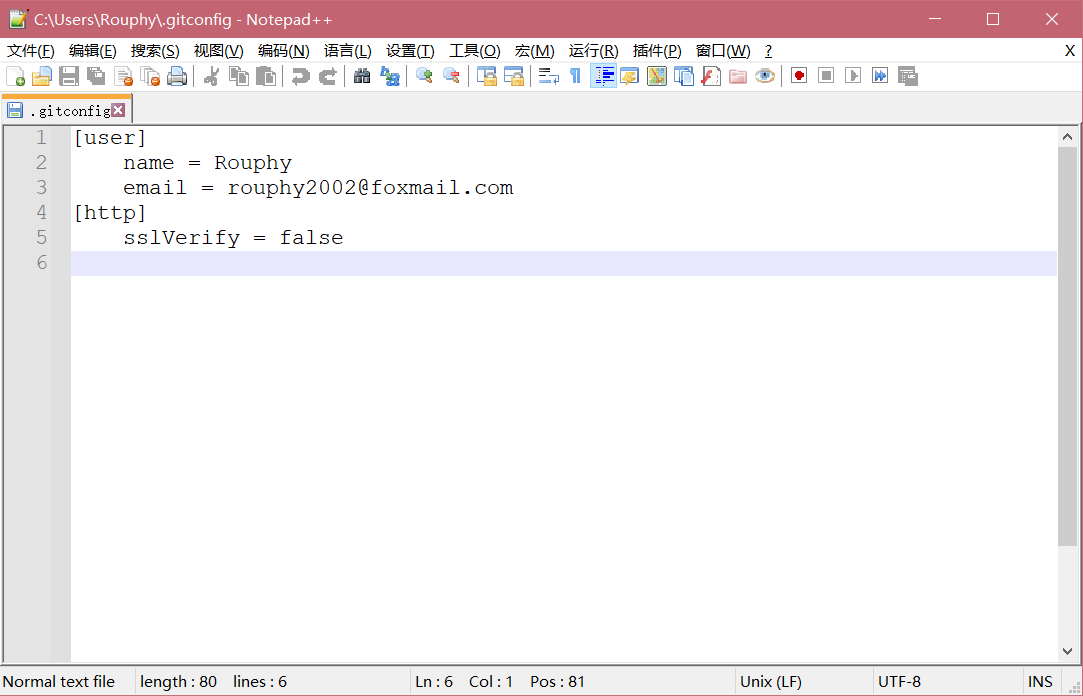 C:\Users\Rouphy\.gitconfig - Notepad++
文件(F) 编辑(E) 搜索(S) 视图(V) 编码(N) 语言(L) 设置(T) 工具(O) 宏(M) 运行(R) 插件(P) 窗口(W) ? X
.gitconfig
1 [user]
2 name = Rouphy
3 email = rouphy2002@foxmail.com
4 [http]
5 sslVerify = false
6
Normal text file length : 80 lines : 6 Ln : 6 Col : 1 Pos : 81 Unix (LF) UTF-8 INS